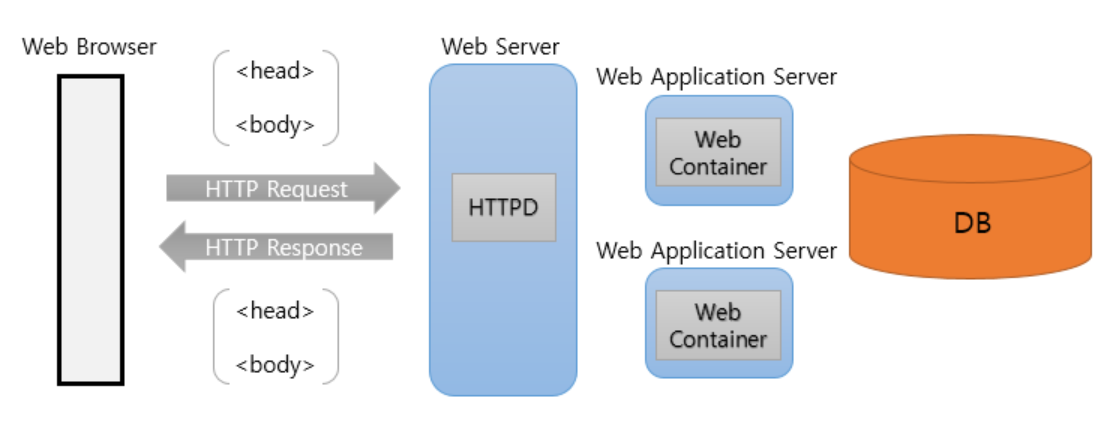 Web Browser
<head>
<body>
HTTP Request
HTTP Response
<head>
<body>
Web Server
HTTPD
Web Application Server
Web
Container
Web Application Server
Web
Container
DB